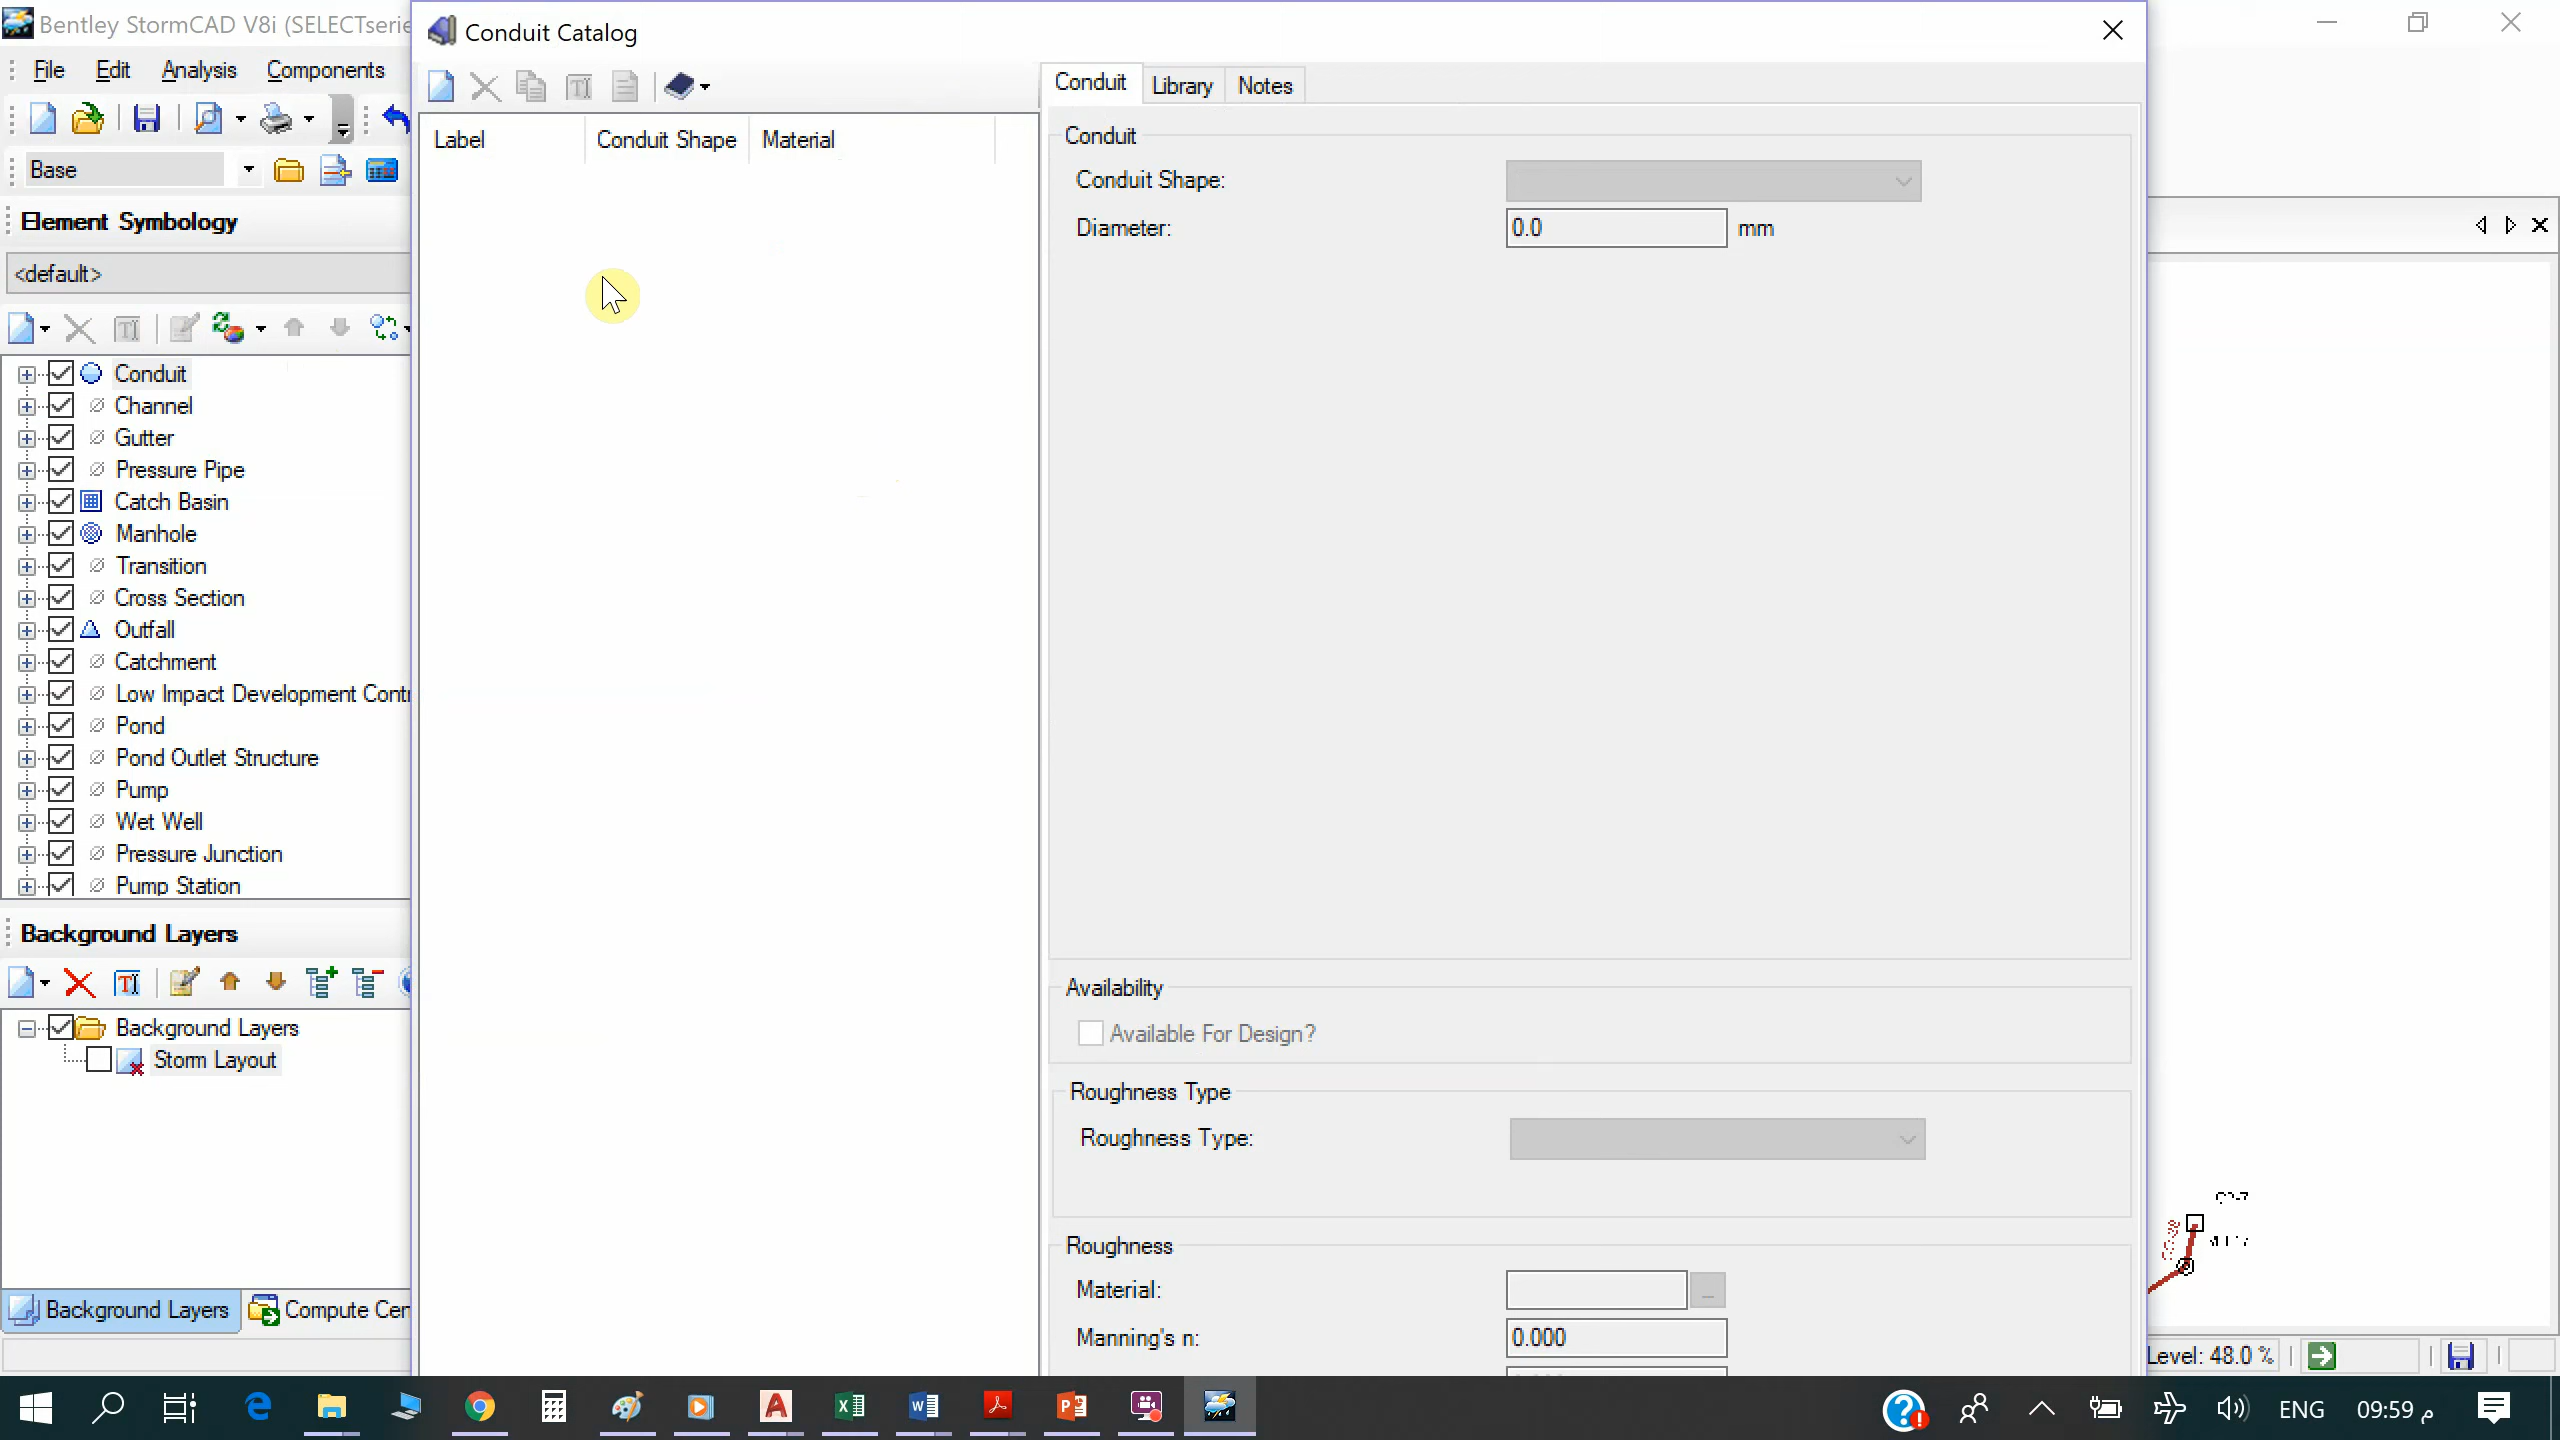 Bentley StormCAD V8i (SELECTserie
File Edit Analysis Components
Base
Element Symbology
<default>
Conduit
Channel
Gutter
Pressure Pipe
Catch Basin
Manhole
Transition
Cross Section
Outfall
Catchment
Low Impact Development Contr
Pond
Pond Outlet Structure
Pump
Wet Well
Pressure Junction
Pump Station
Background Layers
Background Layers
Storm Layout
Background Layers Compute Cen
Conduit Catalog
Label Conduit Shape Material
Conduit Library Notes
Conduit
Conduit Shape:
Diameter: 0.0 mm
Availability
Available For Design?
Roughness Type
Roughness Type:
Roughness
Material:
Manning's n: 0.000
Level: 48.0 %
ENG 09:59 م